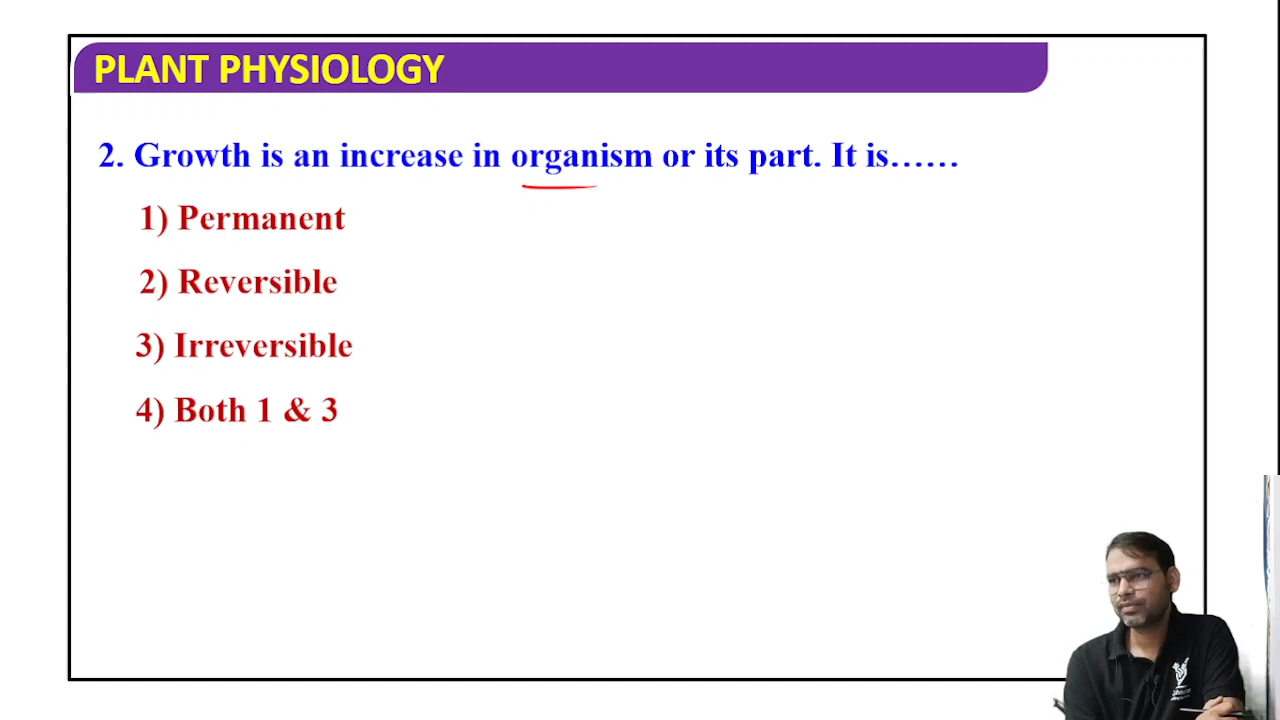 PLANT PHYSIOLOGY
2. Growth is an increase in organism or its part. It is……
1) Permanent
2) Reversible
3) Irreversible
4) Both 1 & 3